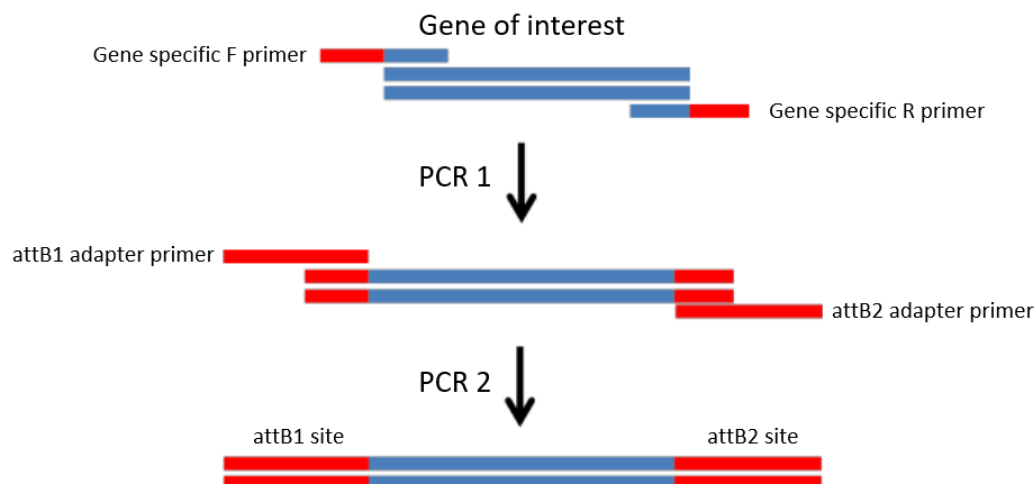 Gene of interest
Gene specific F primer
Gene specific R primer
PCR 1
attB1 adapter primer
attB2 adapter primer
PCR 2
attB1 site
attB2 site